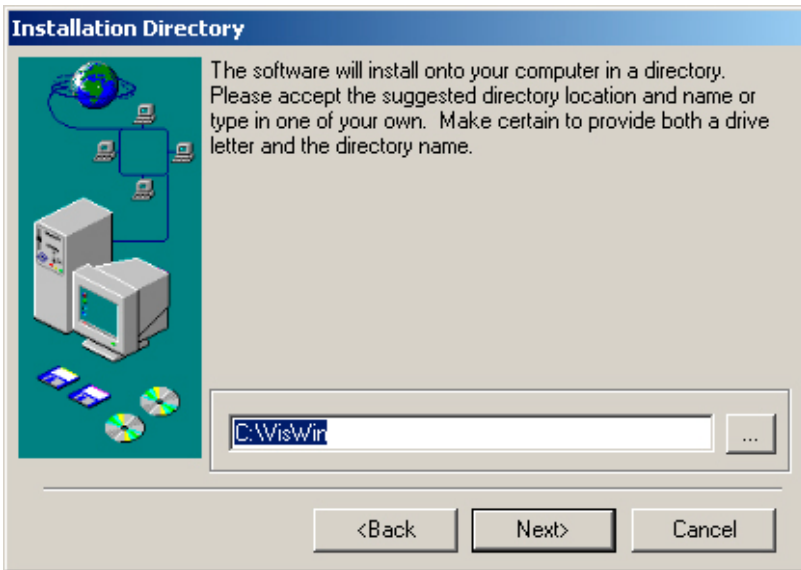 Installation Directory
The software will install onto your computer in a directory.
Please accept the suggested directory location and name or
type in one of your own. Make certain to provide both a drive
letter and the directory name.
C:\VisWin
...
<Back Next> Cancel